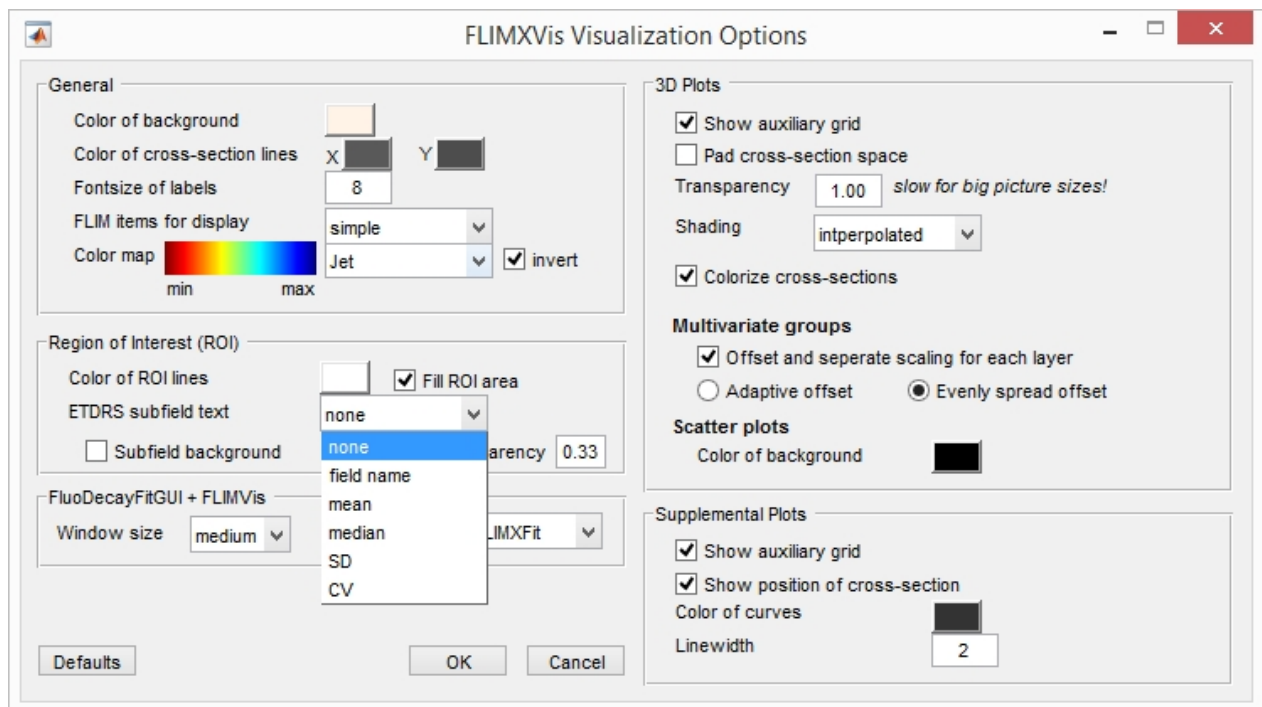 FLIMXVis Visualization Options
General
Color of background
Color of cross-section lines X Y
Fontsize of labels 8
FLIM items for display simple
Color map Jet invert
min max
Region of Interest (ROI)
Color of ROI lines Fill ROI area
ETDRS subfield text none
Subfield background none arency 0.33
field name
mean
median
SD
CV
FluoDecayFitGUI + FLIMVis
Window size medium LIMXFit
Defaults OK Cancel
3D Plots
Show auxiliary grid
Pad cross-section space
Transparency 1.00 slow for big picture sizes!
Shading intperpolated
Colorize cross-sections
Multivariate groups
Offset and seperate scaling for each layer
Adaptive offset Evenly spread offset
Scatter plots
Color of background
Supplemental Plots
Show auxiliary grid
Show position of cross-section
Color of curves
Linewidth 2